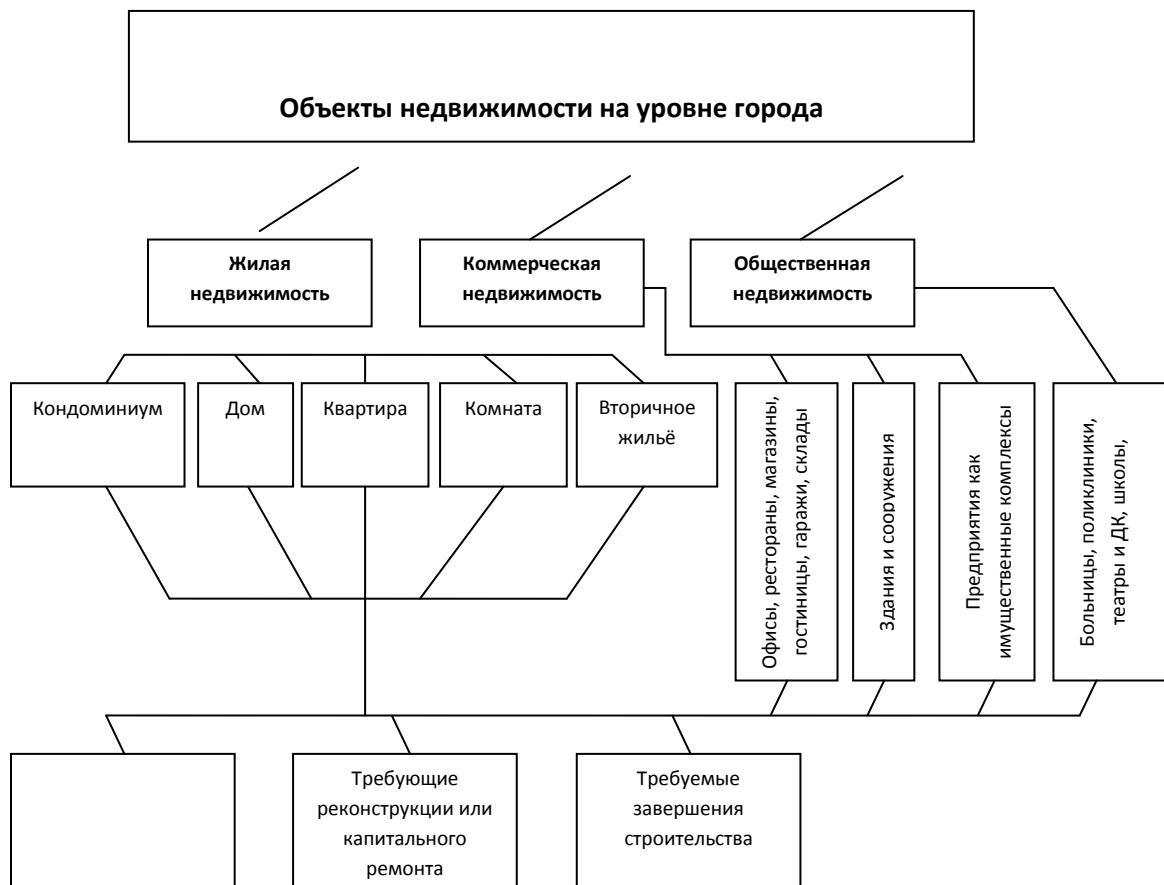 Объекты недвижимости на уровне города
Жилая
недвижимость
Коммерческая
недвижимость
Общественная
недвижимость
Кондоминиум
Дом
Квартира
Комната
Вторичное
жильё
Офисы, рестораны, магазины,
гостиницы, гаражи, склады
Здания и сооружения
Предприятия как
имущественные комплексы
Больницы, поликлиники,
театры и ДК, школы,
Требующие
реконструкции или
капитального
ремонта
Требуемые
завершения
строительства